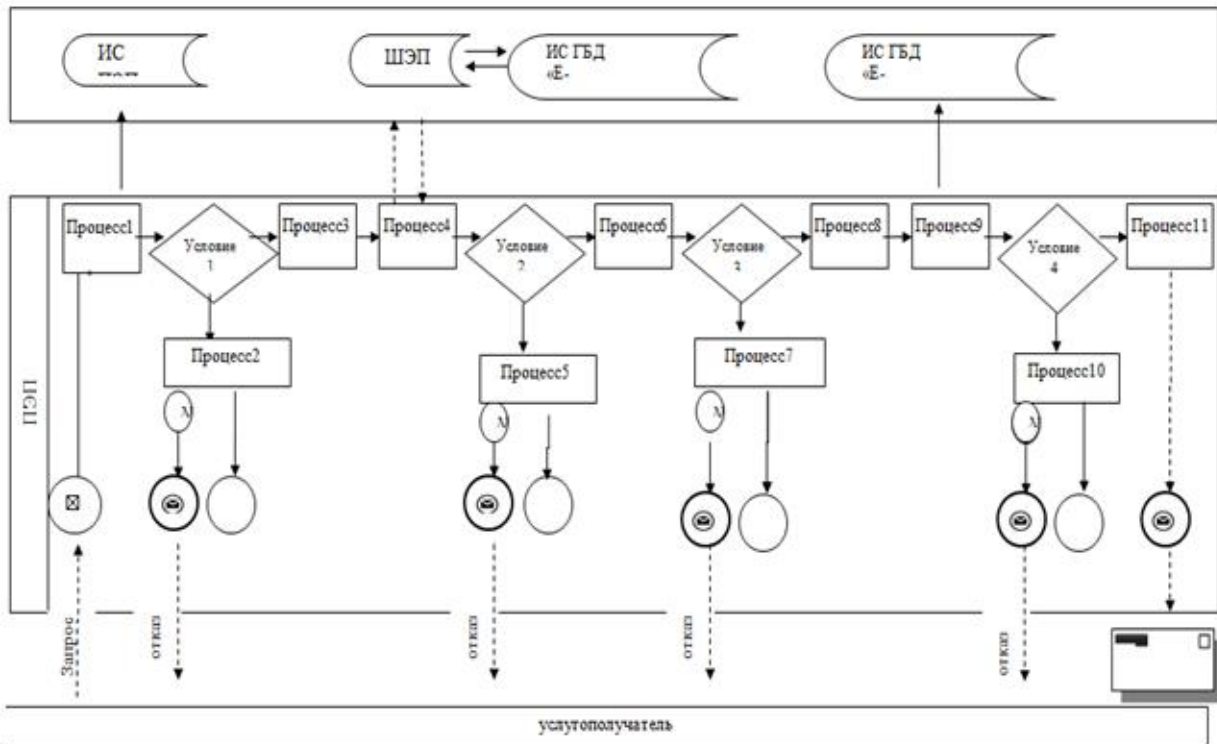 ИС
ШЭП
ИС ГБД
«Е-
ИС ГБД
«Е-
Процесс1
Условие
1
Процесс3
Процесс4
Условие
2
Процесс6
Условие
3
Процесс8
Процесс9
Условие
4
Процесс11
Процесс2
Процесс5
Процесс7
Процесс10
ПЭП
Запрос
отказ
отказ
отказ
отказ
услугополучатель